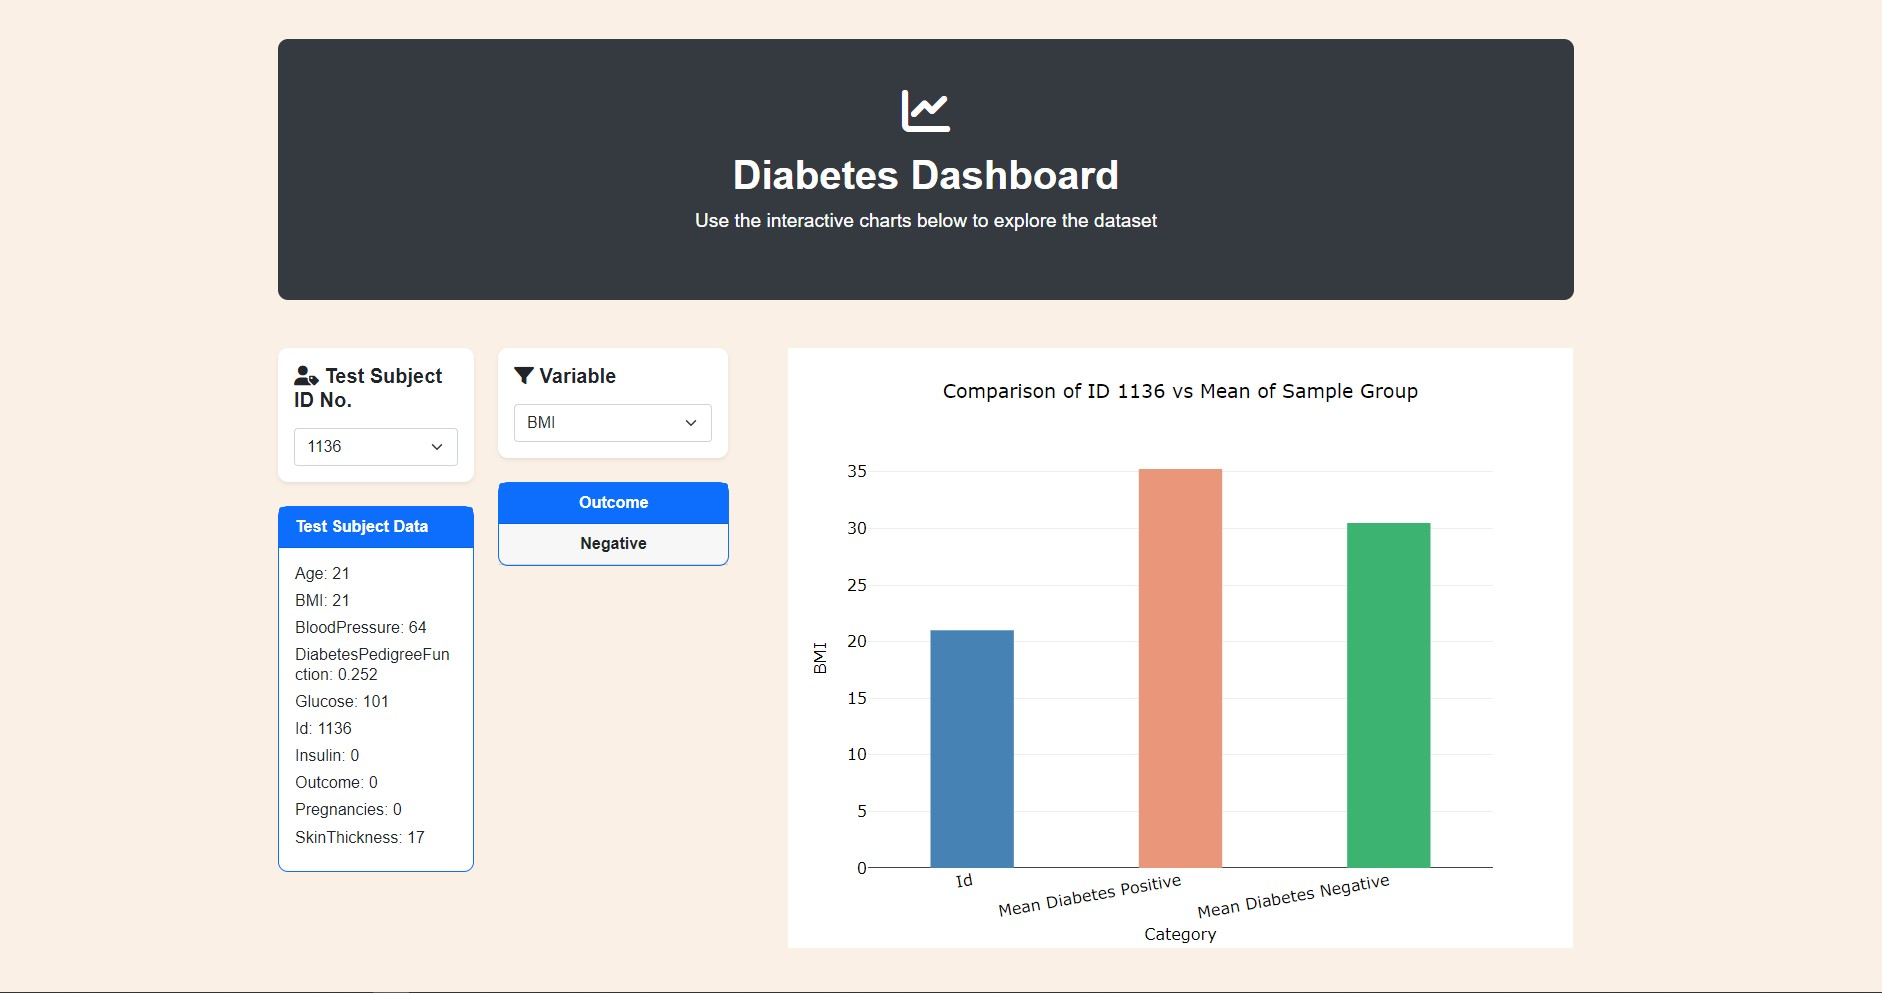 Diabetes Dashboard
Use the interactive charts below to explore the dataset
Test Subject
ID No.
1136
Test Subject Data
Age: 21
BMI: 21
BloodPressure: 64
DiabetesPedigreeFun
ction: 0.252
Glucose: 101
Id: 1136
Insulin: 0
Outcome: 0
Pregnancies: 0
SkinThickness: 17
Variable
BMI
Outcome
Negative
Comparison of ID 1136 vs Mean of Sample Group
35
30
25
20
15
10
5
0
BMI
Id
Mean Diabetes Positive
Mean Diabetes Negative
Category